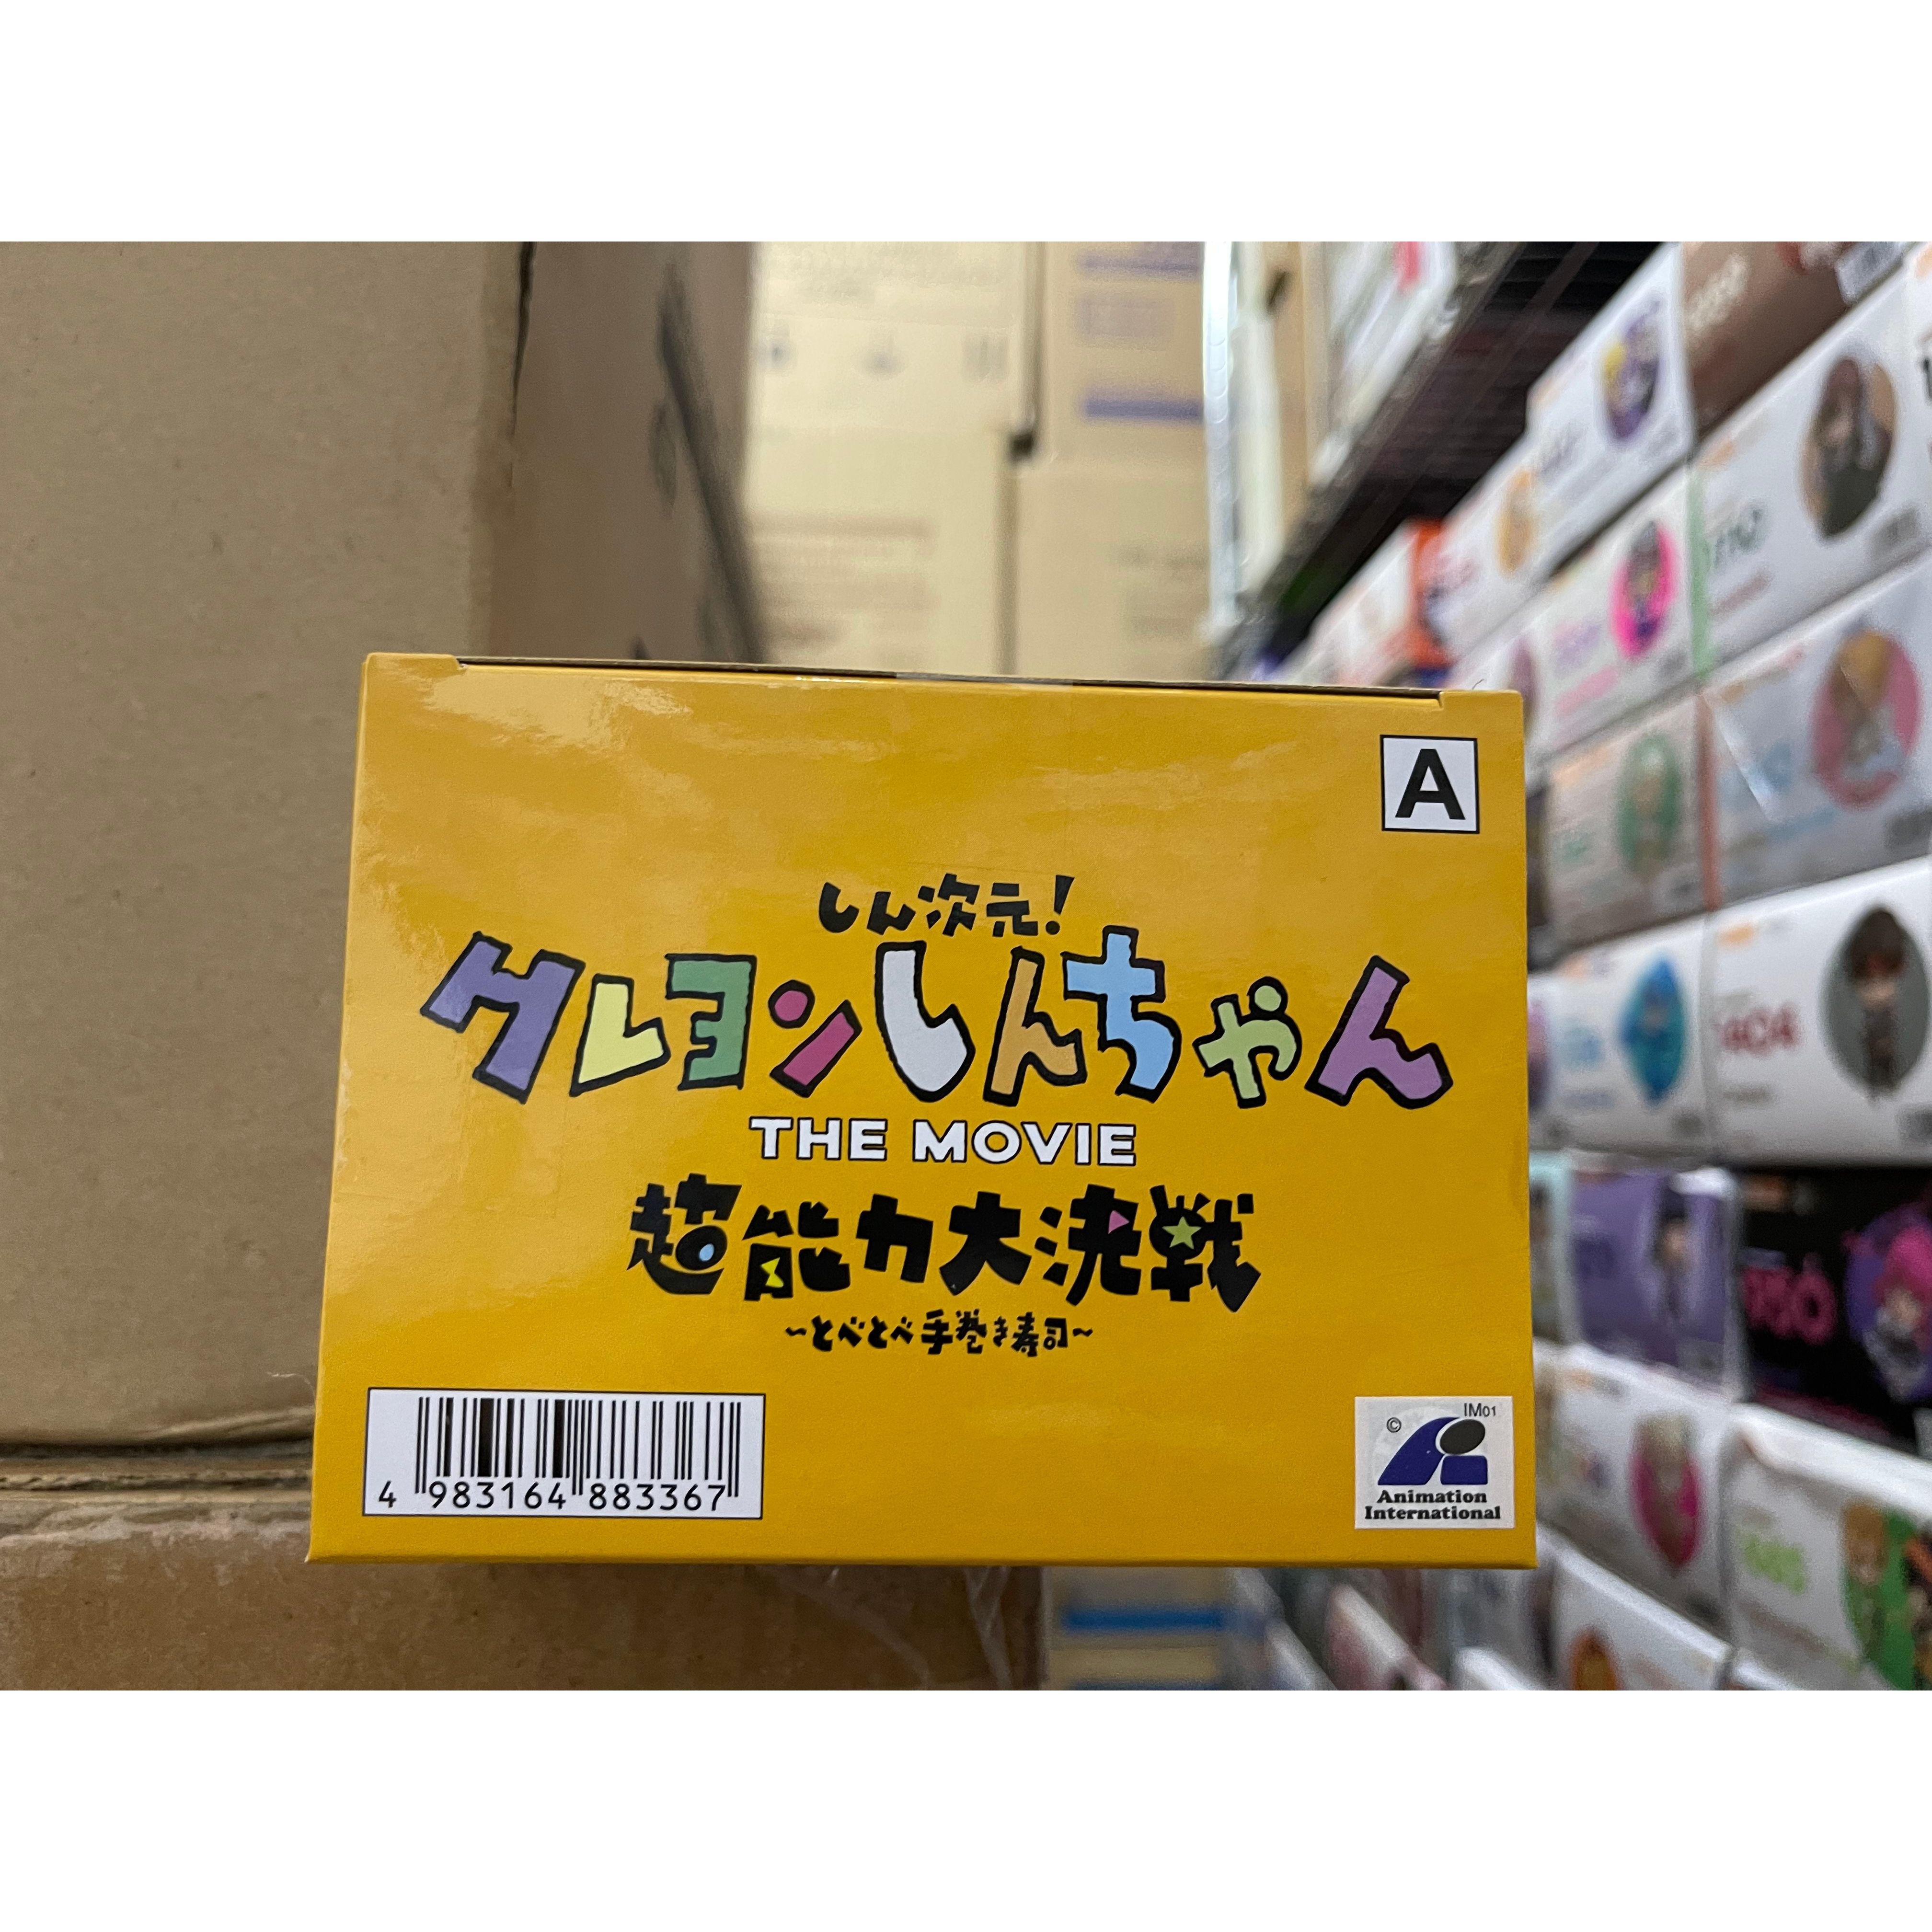 A
しん次元!
クレヨンしんちゃん
THE MOVIE
超能力大決戦
~とべとべ手巻き寿司~
4 983164 883367
© IM01
Animation
International